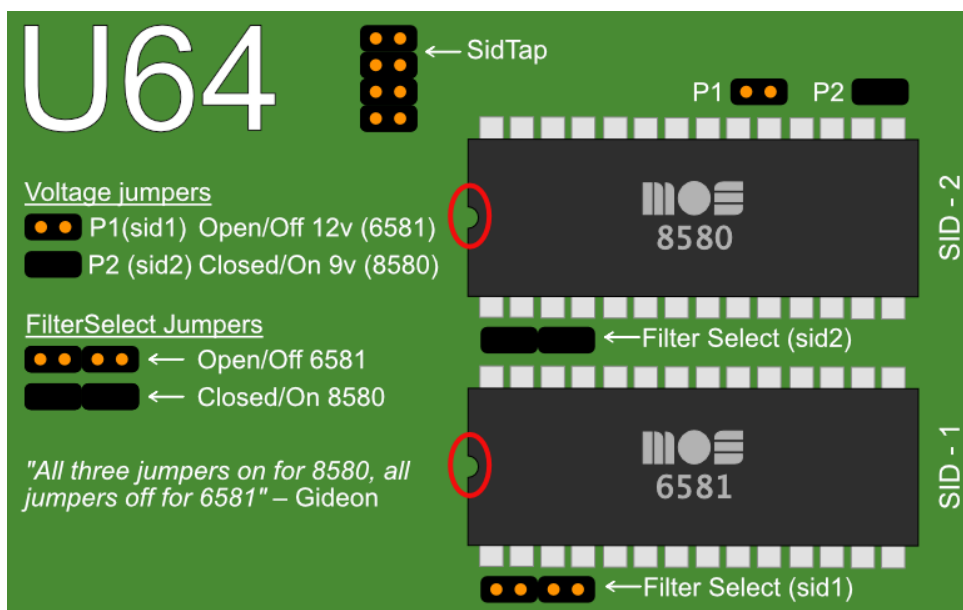 U64
←SidTap
P1
P2
Voltage jumpers
P1(sid1) Open/Off 12v (6581)
P2 (sid2) Closed/On 9v (8580)
mos
8580
SID - 2
FilterSelect Jumpers
← Open/Off 6581
← Closed/On 8580
←Filter Select (sid2)
"All three jumpers on for 8580, all
jumpers off for 6581" – Gideon
mos
6581
SID - 1
←Filter Select (sid1)